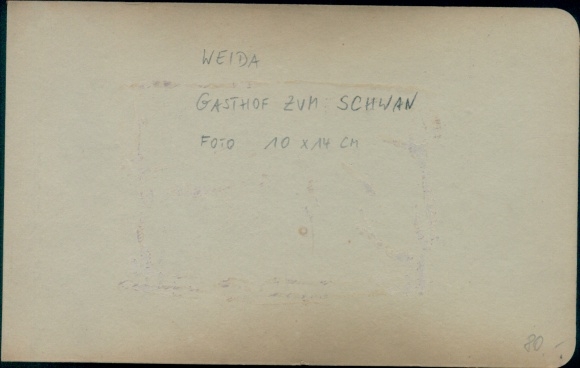 WEIDA
GASTHOF ZUM SCHWAN
FOTO 10 x 14 CM
80.-